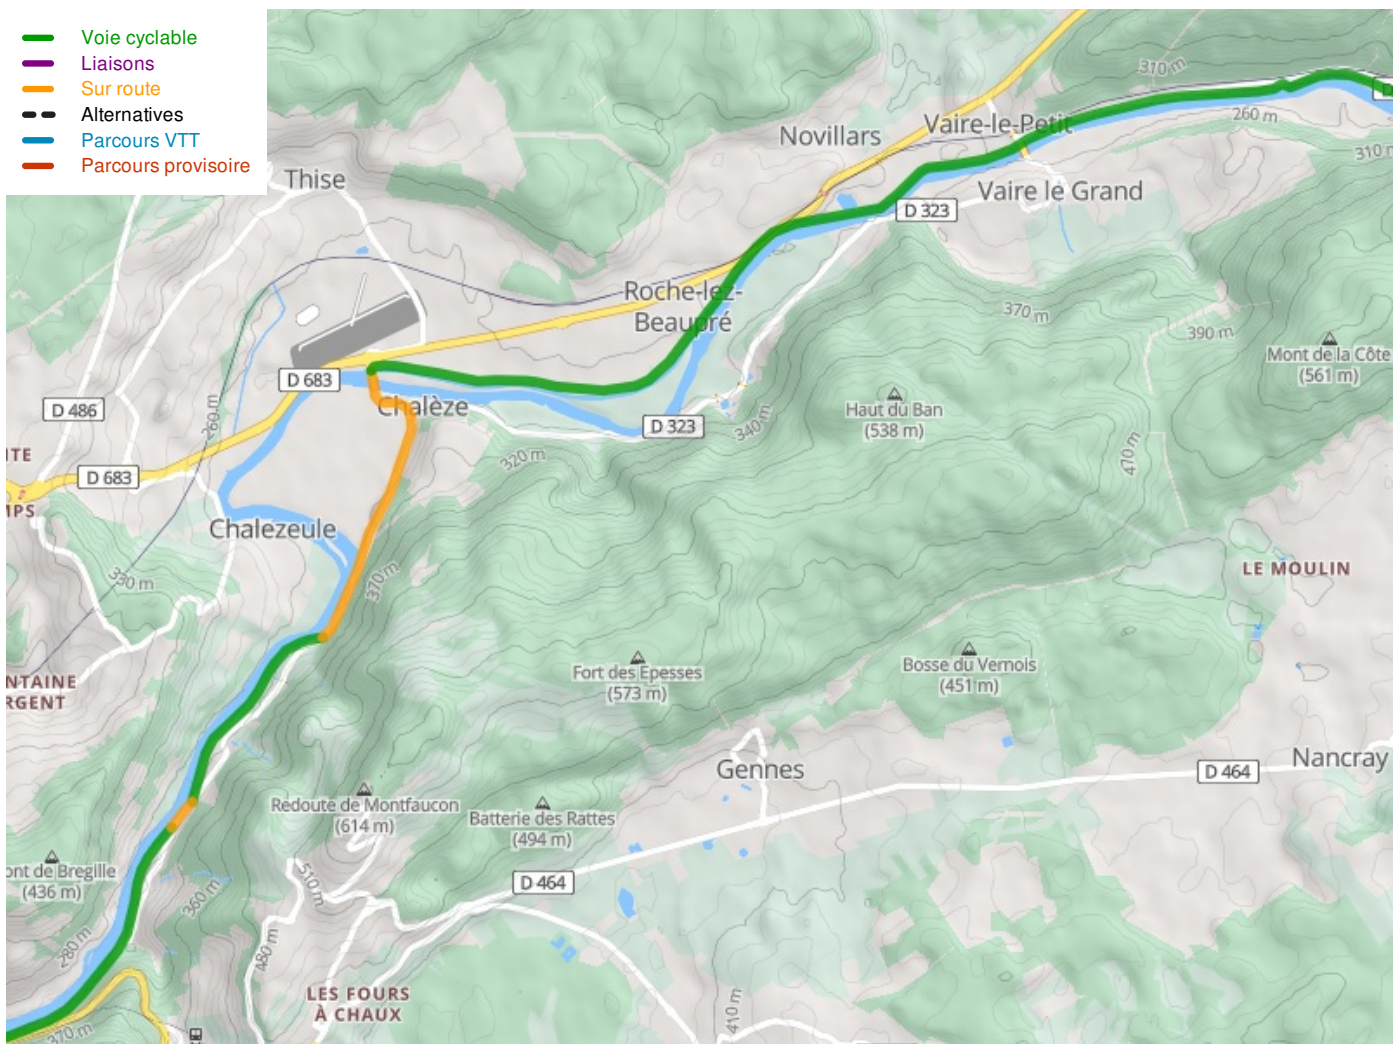 Voie cyclable
Liaisons
Sur route
Alternatives
Parcours VTT
Parcours provisoire
310 m
D
260 m
Novillars
Vaire-le-Petit
310 m
Thise
Vaire le Grand
D 323
Roche-lez-
Beaupré
370 m
390 m
Mont de la Côte
(561 m)
D 683
D 486
260 m
Chalèze
D 323
340 m
Haut du Ban
(538 m)
470 m
320 m
NTE
D 683
MPS
Chalezeule
330 m
370 m
LE MOULIN
NTAINE
RGENT
Fort des Epesses
(573 m)
Bosse du Vernois
(451 m)
Gennes
D 464
Nancray
Redoute de Montfaucon
(614 m)
Batterie des Rattes
(494 m)
ont de Bregille
(436 m)
510 m
360 m
D 464
280 m
480 m
LES FOURS
À CHAUX
370 m
410 m